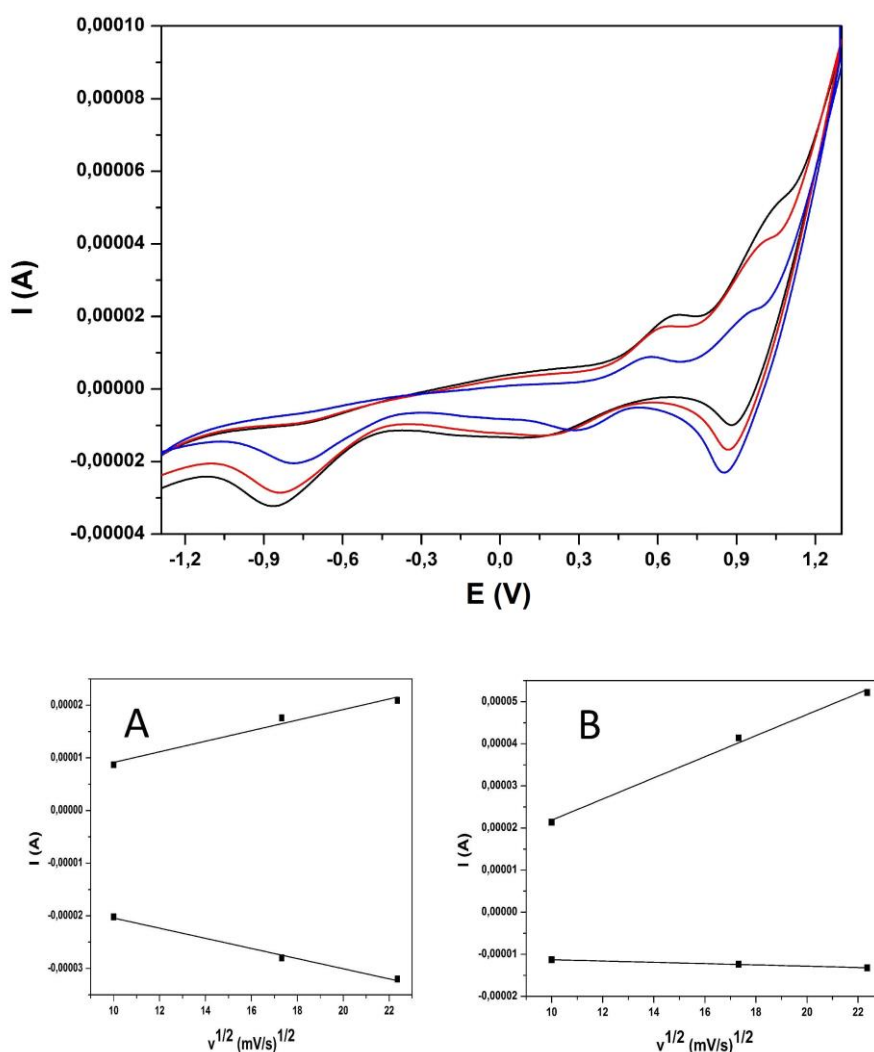 0,00010
0,00008
0,00006
0,00004
0,00002
0,00000
-0,00002
-0,00004
I (A)
-1,2 -0,9 -0,6 -0,3 0,0 0,3 0,6 0,9 1,2
E (V)
A
0,00002
0,00001
0,00000
-0,00001
-0,00002
-0,00003
I (A)
10 12 14 16 18 20 22
v1/2 (mV/s)1/2
B
0,00005
0,00004
0,00003
0,00002
0,00001
0,00000
-0,00001
-0,00002
I (A)
10 12 14 16 18 20 22
v1/2 (mV/s)1/2